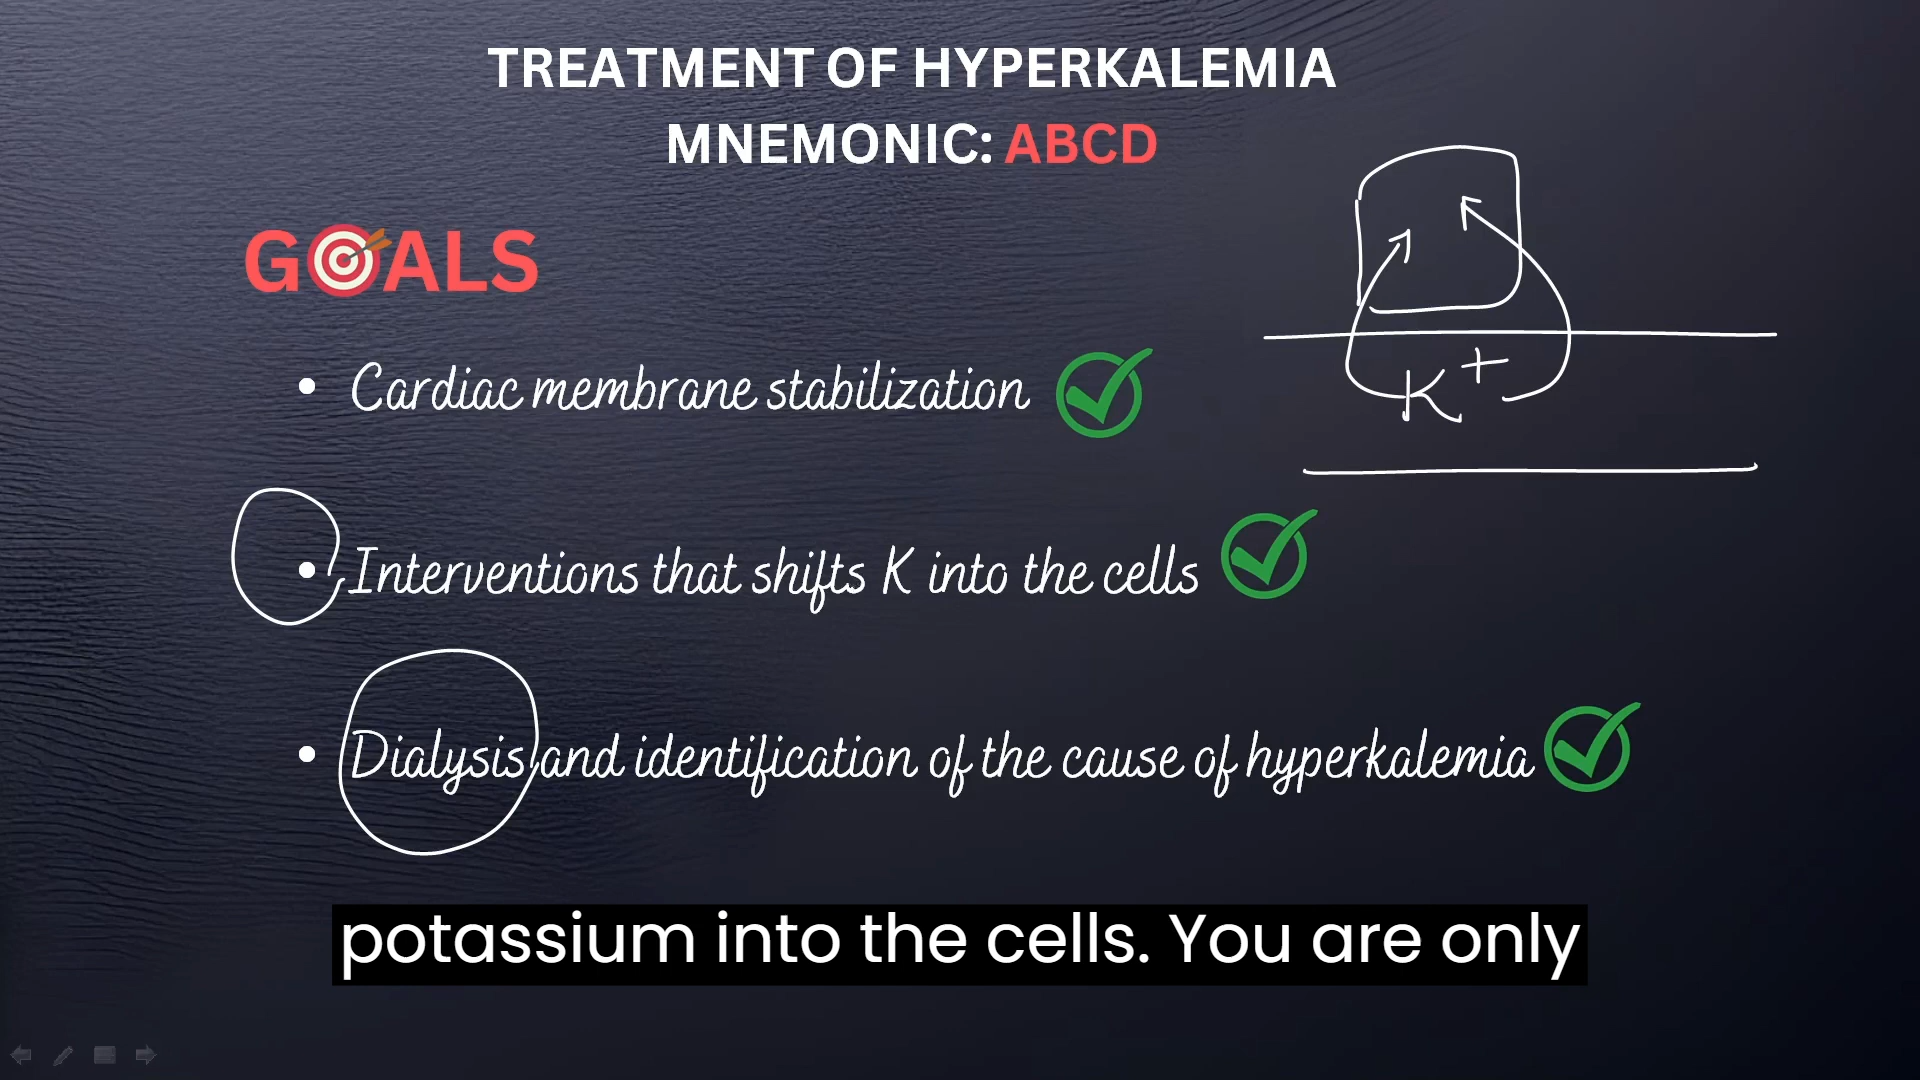 TREATMENT OF HYPERKALEMIA
MNEMONIC: ABCD
GOALS
• Cardiac membrane stabilization
• Interventions that shifts K into the cells
• Dialysis and identification of the cause of hyperkalemia
K+
potassium into the cells. You are only